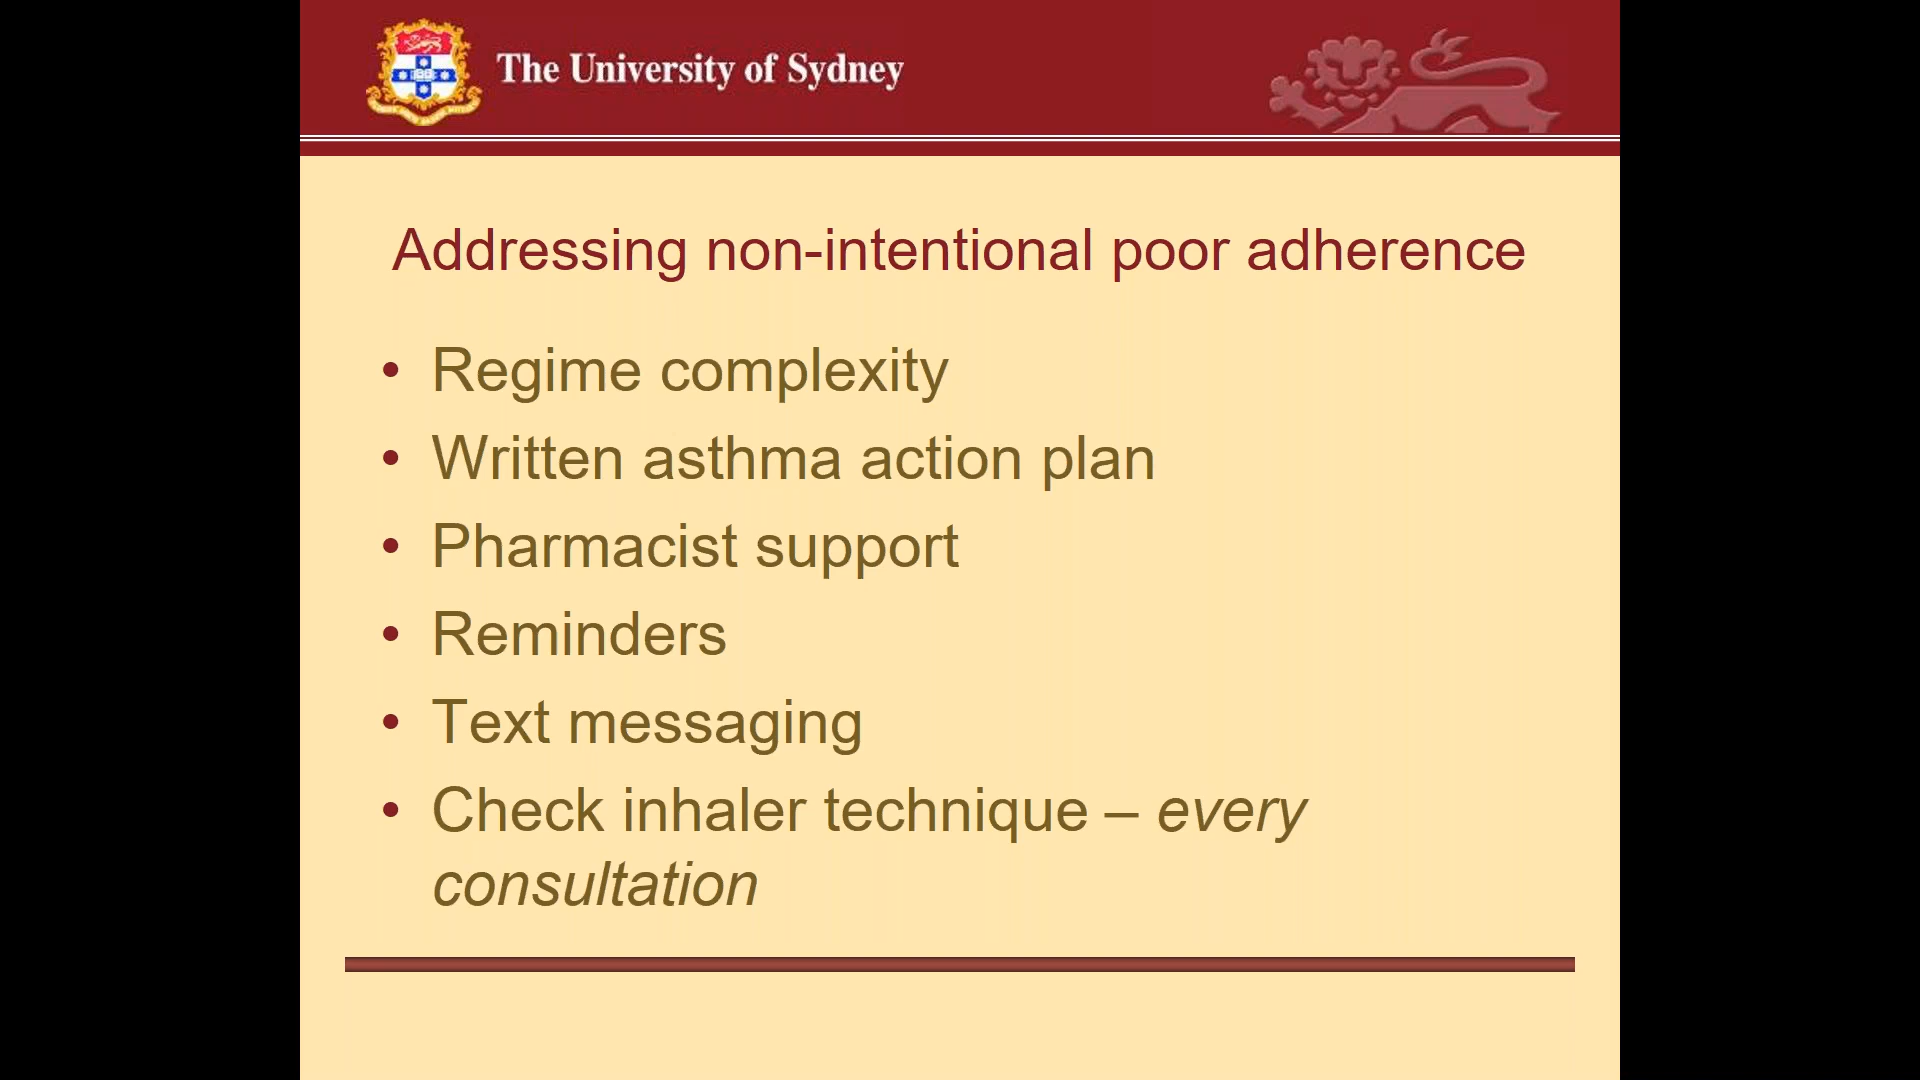 The University of Sydney
Addressing non-intentional poor adherence
• Regime complexity
• Written asthma action plan
• Pharmacist support
• Reminders
• Text messaging
• Check inhaler technique – every
consultation